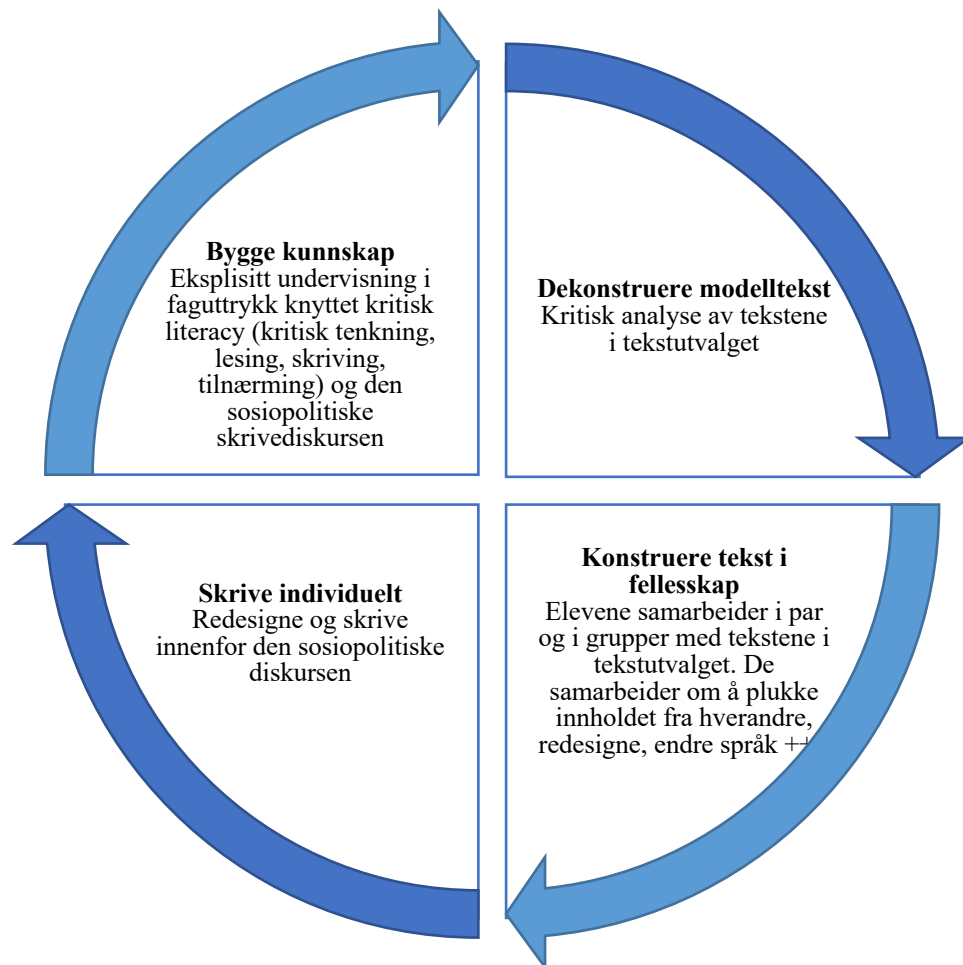 Bygge kunnskap
Eksplisitt undervisning i
faguttrykk knyttet kritisk
literacy (kritisk tenkning,
lesing, skriving,
tilnærming) og den
sosiopolitiske
skrivediskursen
Dekonstruere modelltekst
Kritisk analyse av tekstene
i tekstutvalget
Skrive individuelt
Redesigne og skrive
innenfor den sosiopolitiske
diskursen
Konstruere tekst i
fellesskap
Elevene samarbeider i par
og i grupper med tekstene i
tekstutvalget. De
samarbeider om å plukke
innholdet fra hverandre,
redesigne, endre språk ++